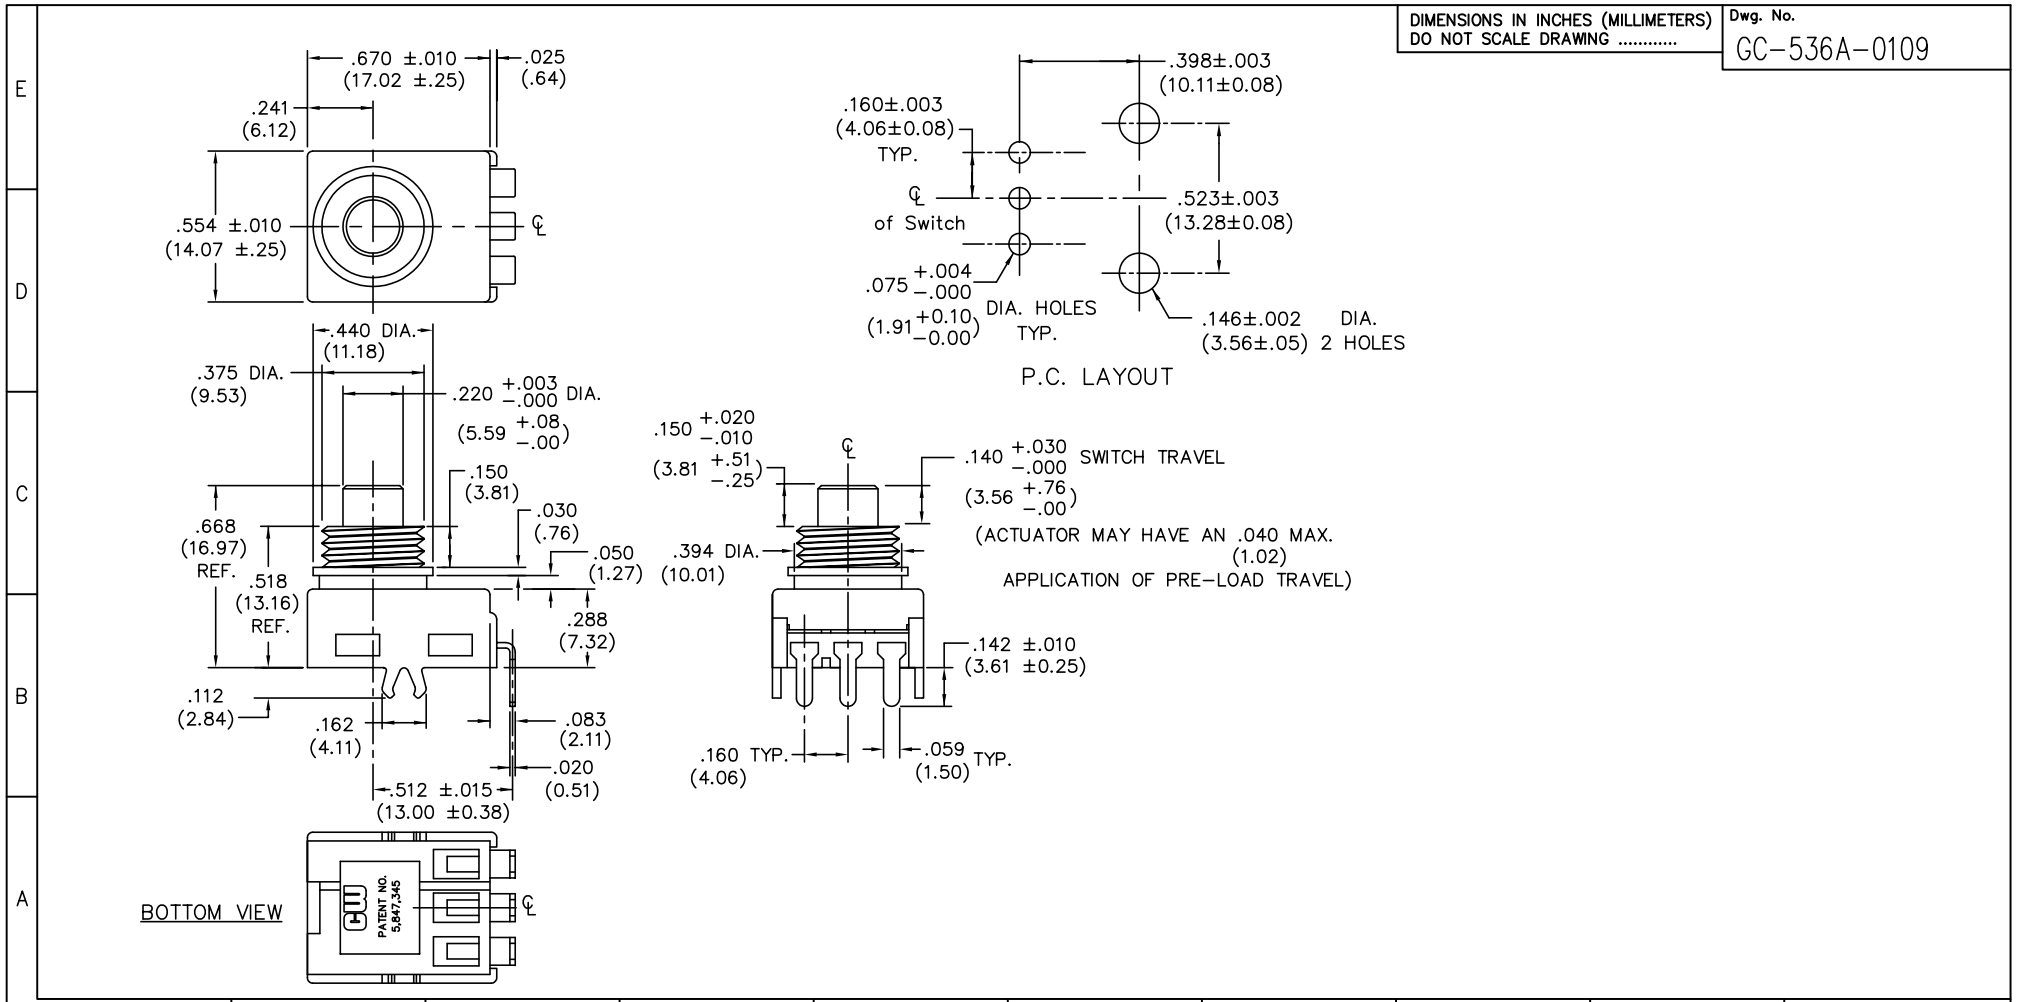 DIMENSIONS IN INCHES (MILLIMETERS)
DO NOT SCALE DRAWING ............
Dwg. No.
GC-536A-0109
E
D
C
B
A
.670 ±.010
(17.02 ±.25)
.025
(.64)
.241
(6.12)
.554 ±.010
(14.07 ±.25)
℄
.398±.003
(10.11±0.08)
.160±.003
(4.06±0.08)
TYP.
℄
of Switch
.523±.003
(13.28±0.08)
.075 +.004
-.000
(1.91 +0.10
-0.00)
DIA. HOLES
TYP.
.146±.002 DIA.
(3.56±.05) 2 HOLES
P.C. LAYOUT
.440 DIA.
(11.18)
.375 DIA.
(9.53)
.220 +.003
-.000 DIA.
(5.59 +.08
-.00)
.150
(3.81)
.030
(.76)
.050
(1.27)
.668
(16.97)
REF.
.518
(13.16)
REF.
.288
(7.32)
.112
(2.84)
.162
(4.11)
.083
(2.11)
.020
(0.51)
.512 ±.015
(13.00 ±0.38)
.150 +.020
-.010
(3.81 +.51
-.25)
℄
.140 +.030
-.000 SWITCH TRAVEL
(3.56 +.76
-.00)
(ACTUATOR MAY HAVE AN .040 MAX.
(1.02)
APPLICATION OF PRE-LOAD TRAVEL)
.394 DIA.
(10.01)
.142 ±.010
(3.61 ±0.25)
.160 TYP.
(4.06)
.059 TYP.
(1.50)
BOTTOM VIEW
CW
PATENT NO.
5,847,345
℄